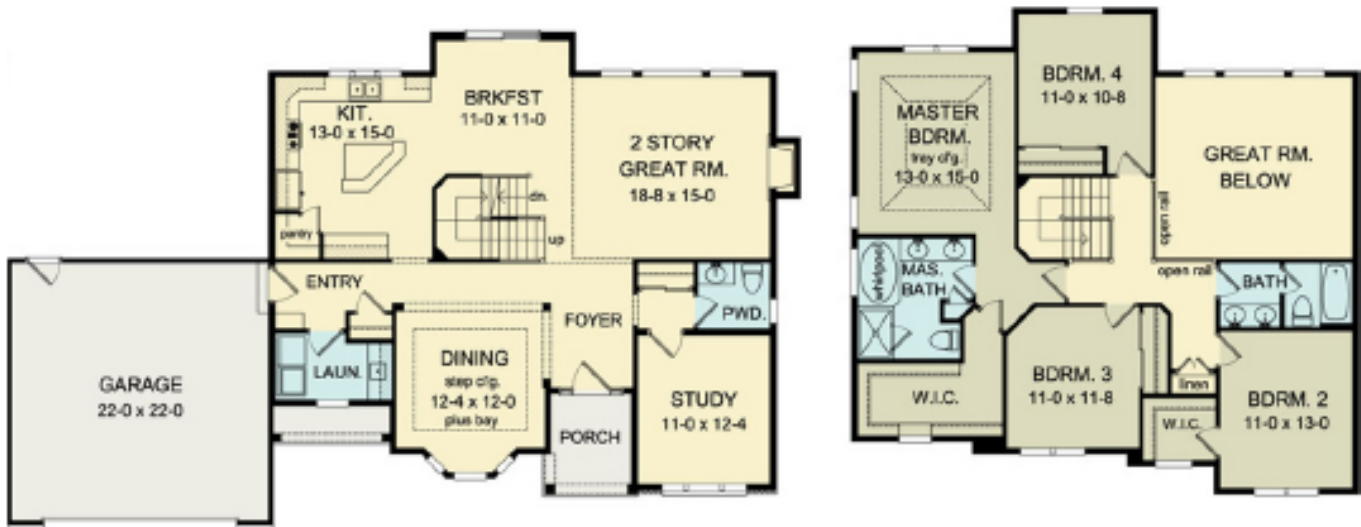 KIT.
13-0 x 15-0
BRKFST
11-0 x 11-0
2 STORY
GREAT RM.
18-8 x 15-0
pantry
dn.
up
ENTRY
FOYER
PWD.
LAUN.
DINING
step clg.
12-4 x 12-0
plus bay
GARAGE
22-0 x 22-0
STUDY
11-0 x 12-4
PORCH
BDRM. 4
11-0 x 10-8
MASTER
BDRM.
tray clg.
13-0 x 15-0
GREAT RM.
BELOW
open rail
open rail
whirlpool
MAS.
BATH
BATH
W.I.C.
BDRM. 3
11-0 x 11-8
linen
W.I.C.
BDRM. 2
11-0 x 13-0